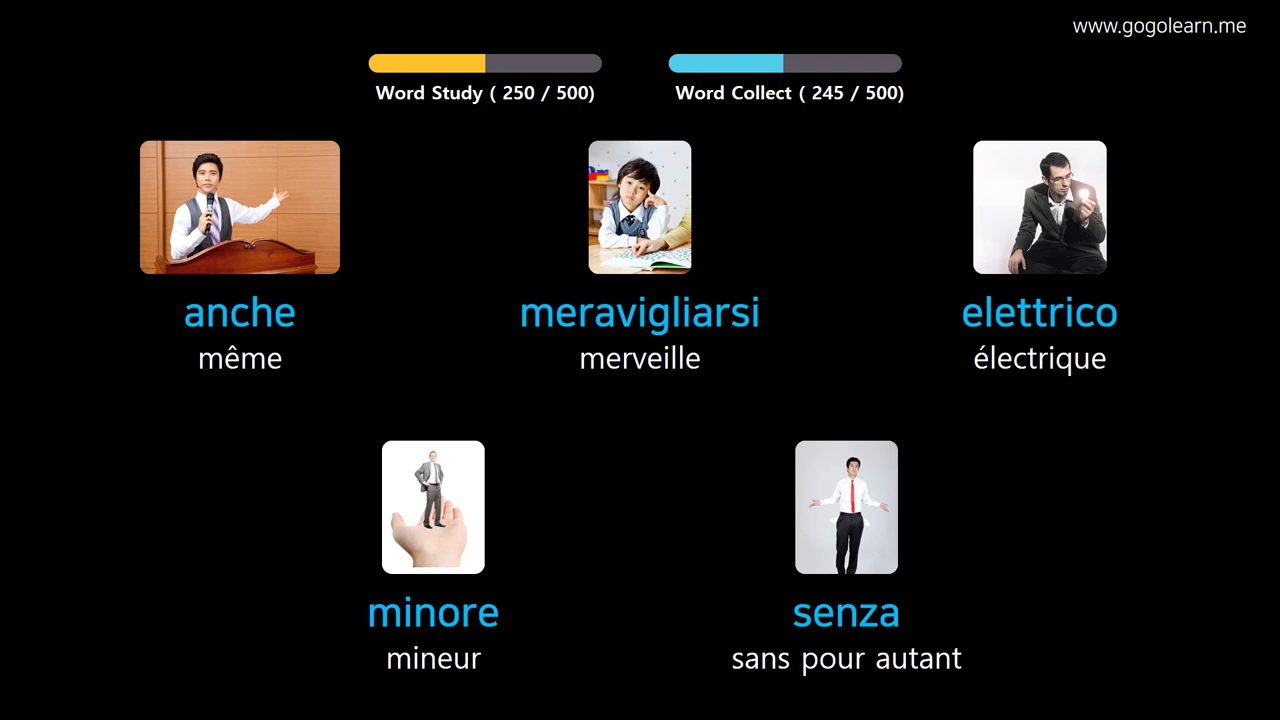 www.gogolearn.me
Word Study ( 250 / 500)
Word Collect ( 245 / 500)
anche
même
meravigliarsi
merveille
elettrico
électrique
minore
mineur
senza
sans pour autant